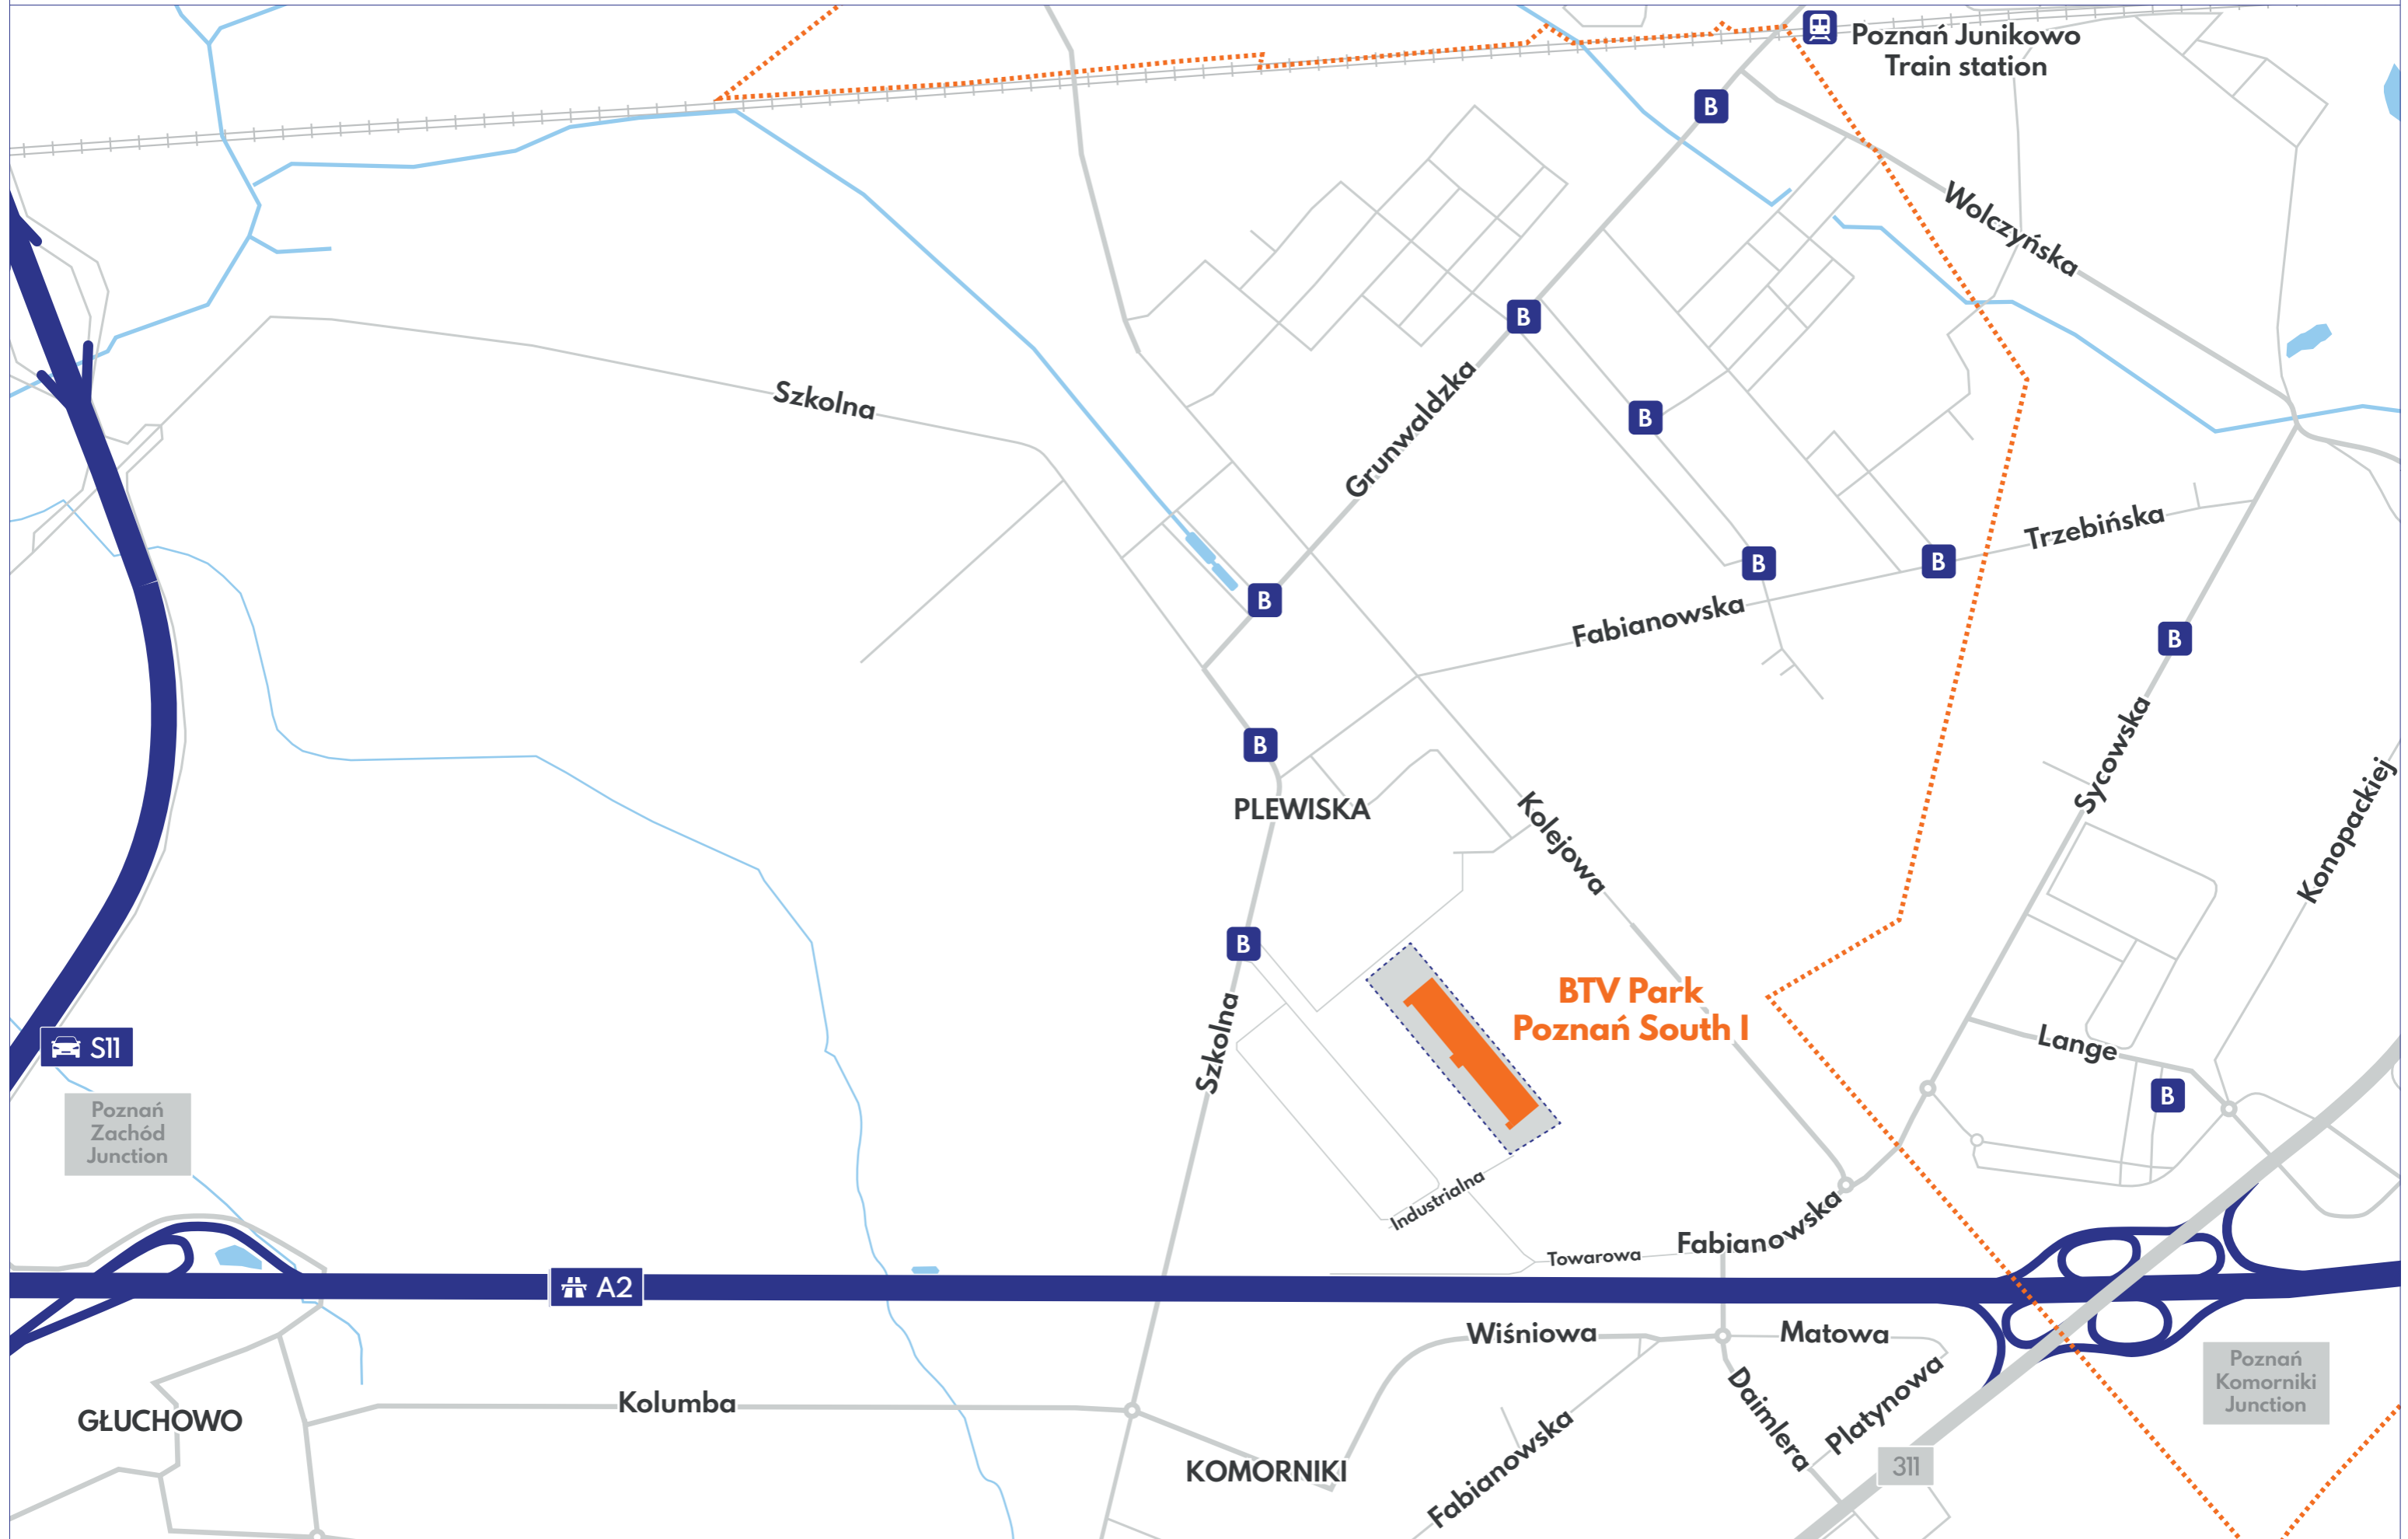 Poznań Junikowo
Train station
B
Wolczyńska
B
Szkolna
Grunwaldzka
B
Trzebińska
B
B
B
Fabianowska
B
Sycowska
B
Konopackiej
PLEWISKA
Kolejowa
B
BTV Park
Poznań South I
Szkolna
S11
Lange
B
Poznań
Zachód
Junction
Industrialna
Fabianowska
Towarowa
A2
Wiśniowa
Matowa
Poznań
Komorniki
Junction
Daimlera
Platynowa
Kolumba
GŁUCHOWO
KOMORNIKI
Fabianowska
311